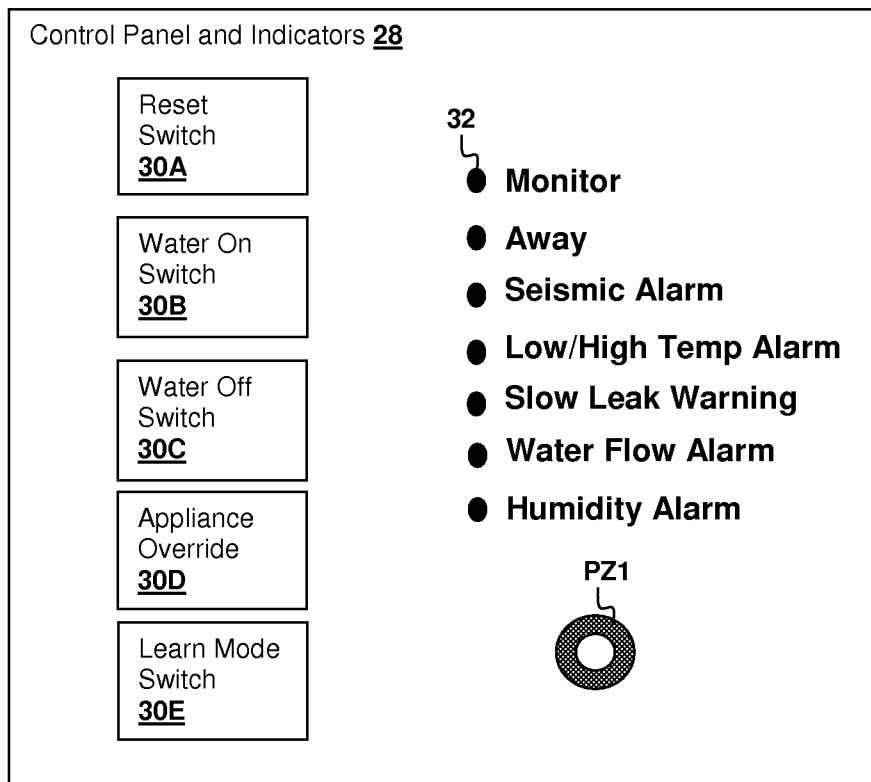 Control Panel and Indicators 28
Reset
Switch
30A
Water On
Switch
30B
Water Off
Switch
30C
Appliance
Override
30D
Learn Mode
Switch
30E
32
Monitor
Away
Seismic Alarm
Low/High Temp Alarm
Slow Leak Warning
Water Flow Alarm
Humidity Alarm
PZ1